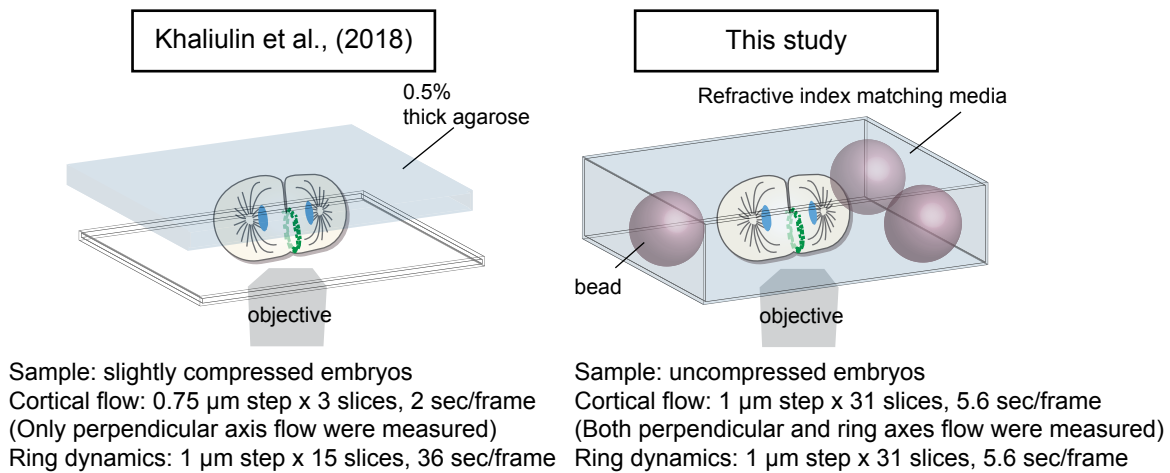 Khaliulin et al., (2018)
0.5%
thick agarose
objective
Sample: slightly compressed embryos
Cortical flow: 0.75 µm step x 3 slices, 2 sec/frame
(Only perpendicular axis flow were measured)
Ring dynamics: 1 µm step x 15 slices, 36 sec/frame
This study
Refractive index matching media
bead
objective
Sample: uncompressed embryos
Cortical flow: 1 µm step x 31 slices, 5.6 sec/frame
(Both perpendicular and ring axes flow were measured)
Ring dynamics: 1 µm step x 31 slices, 5.6 sec/frame